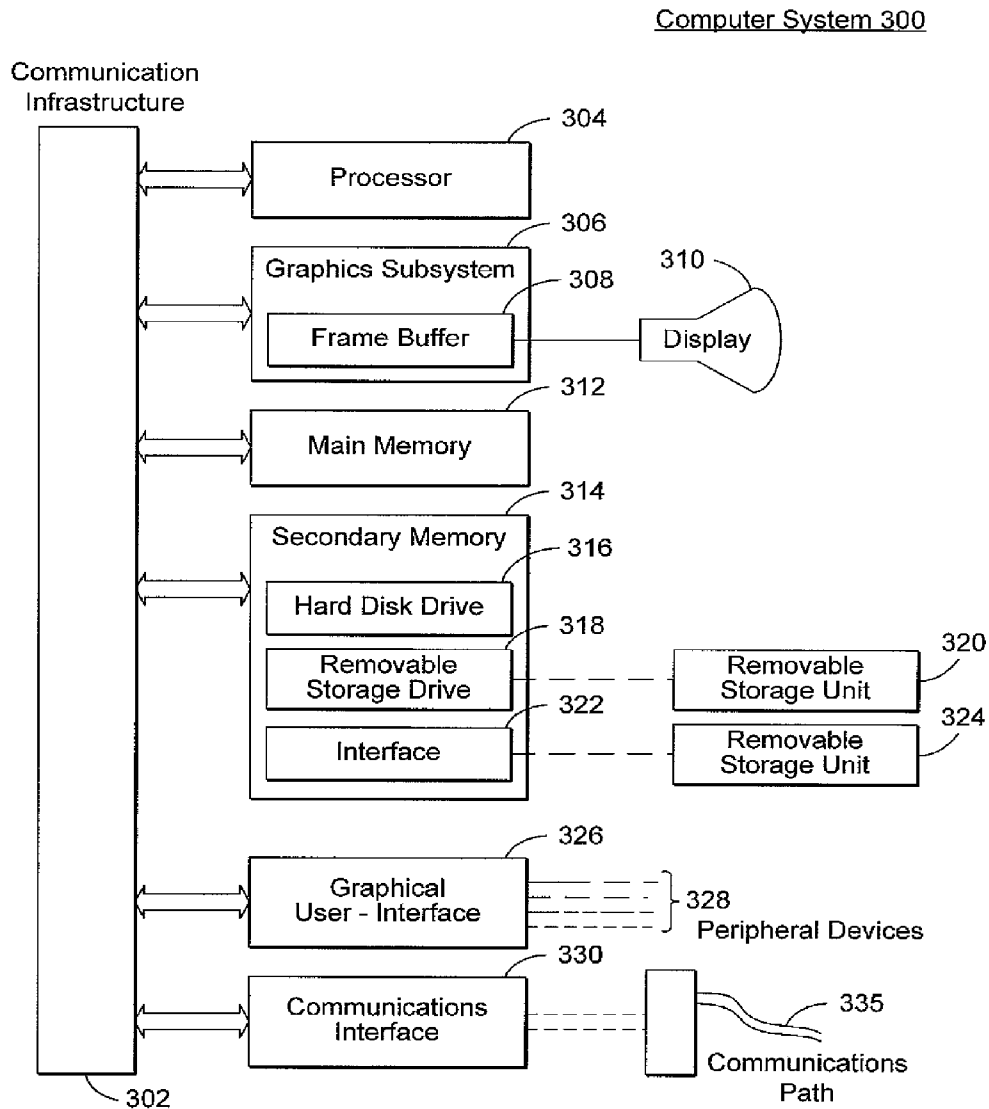 Computer System 300
Communication
Infrastructure
304
Processor
306
Graphics Subsystem
308
Frame Buffer
310
Display
312
Main Memory
314
Secondary Memory
316
Hard Disk Drive
318
Removable
Storage Drive
320
Removable
Storage Unit
322
Interface
324
Removable
Storage Unit
326
Graphical
User - Interface
328
Peripheral Devices
330
Communications
Interface
335
Communications
Path
302